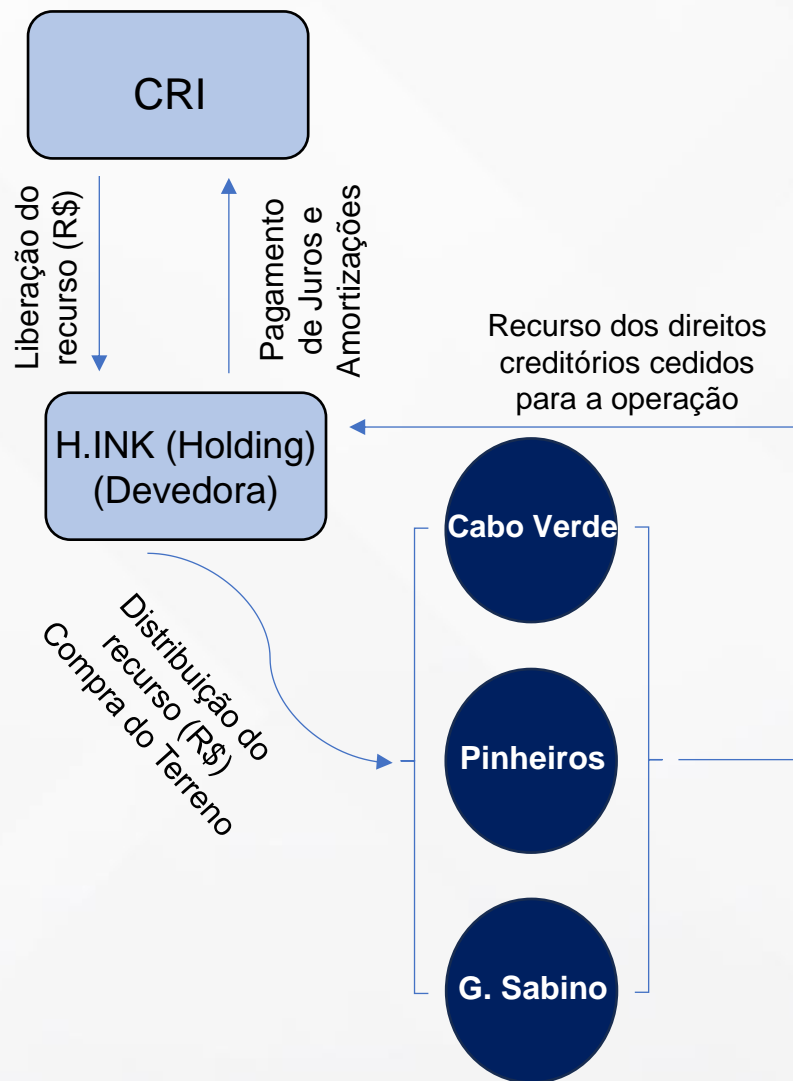 CRI
Liberação do
recurso (R$)
Pagamento
de Juros e
Amortizações
Recurso dos direitos
creditórios cedidos
para a operação
H.INK (Holding)
(Devedora)
Cabo Verde
Distribuição do
recurso (R$)
Compra do Terreno
Pinheiros
G. Sabino